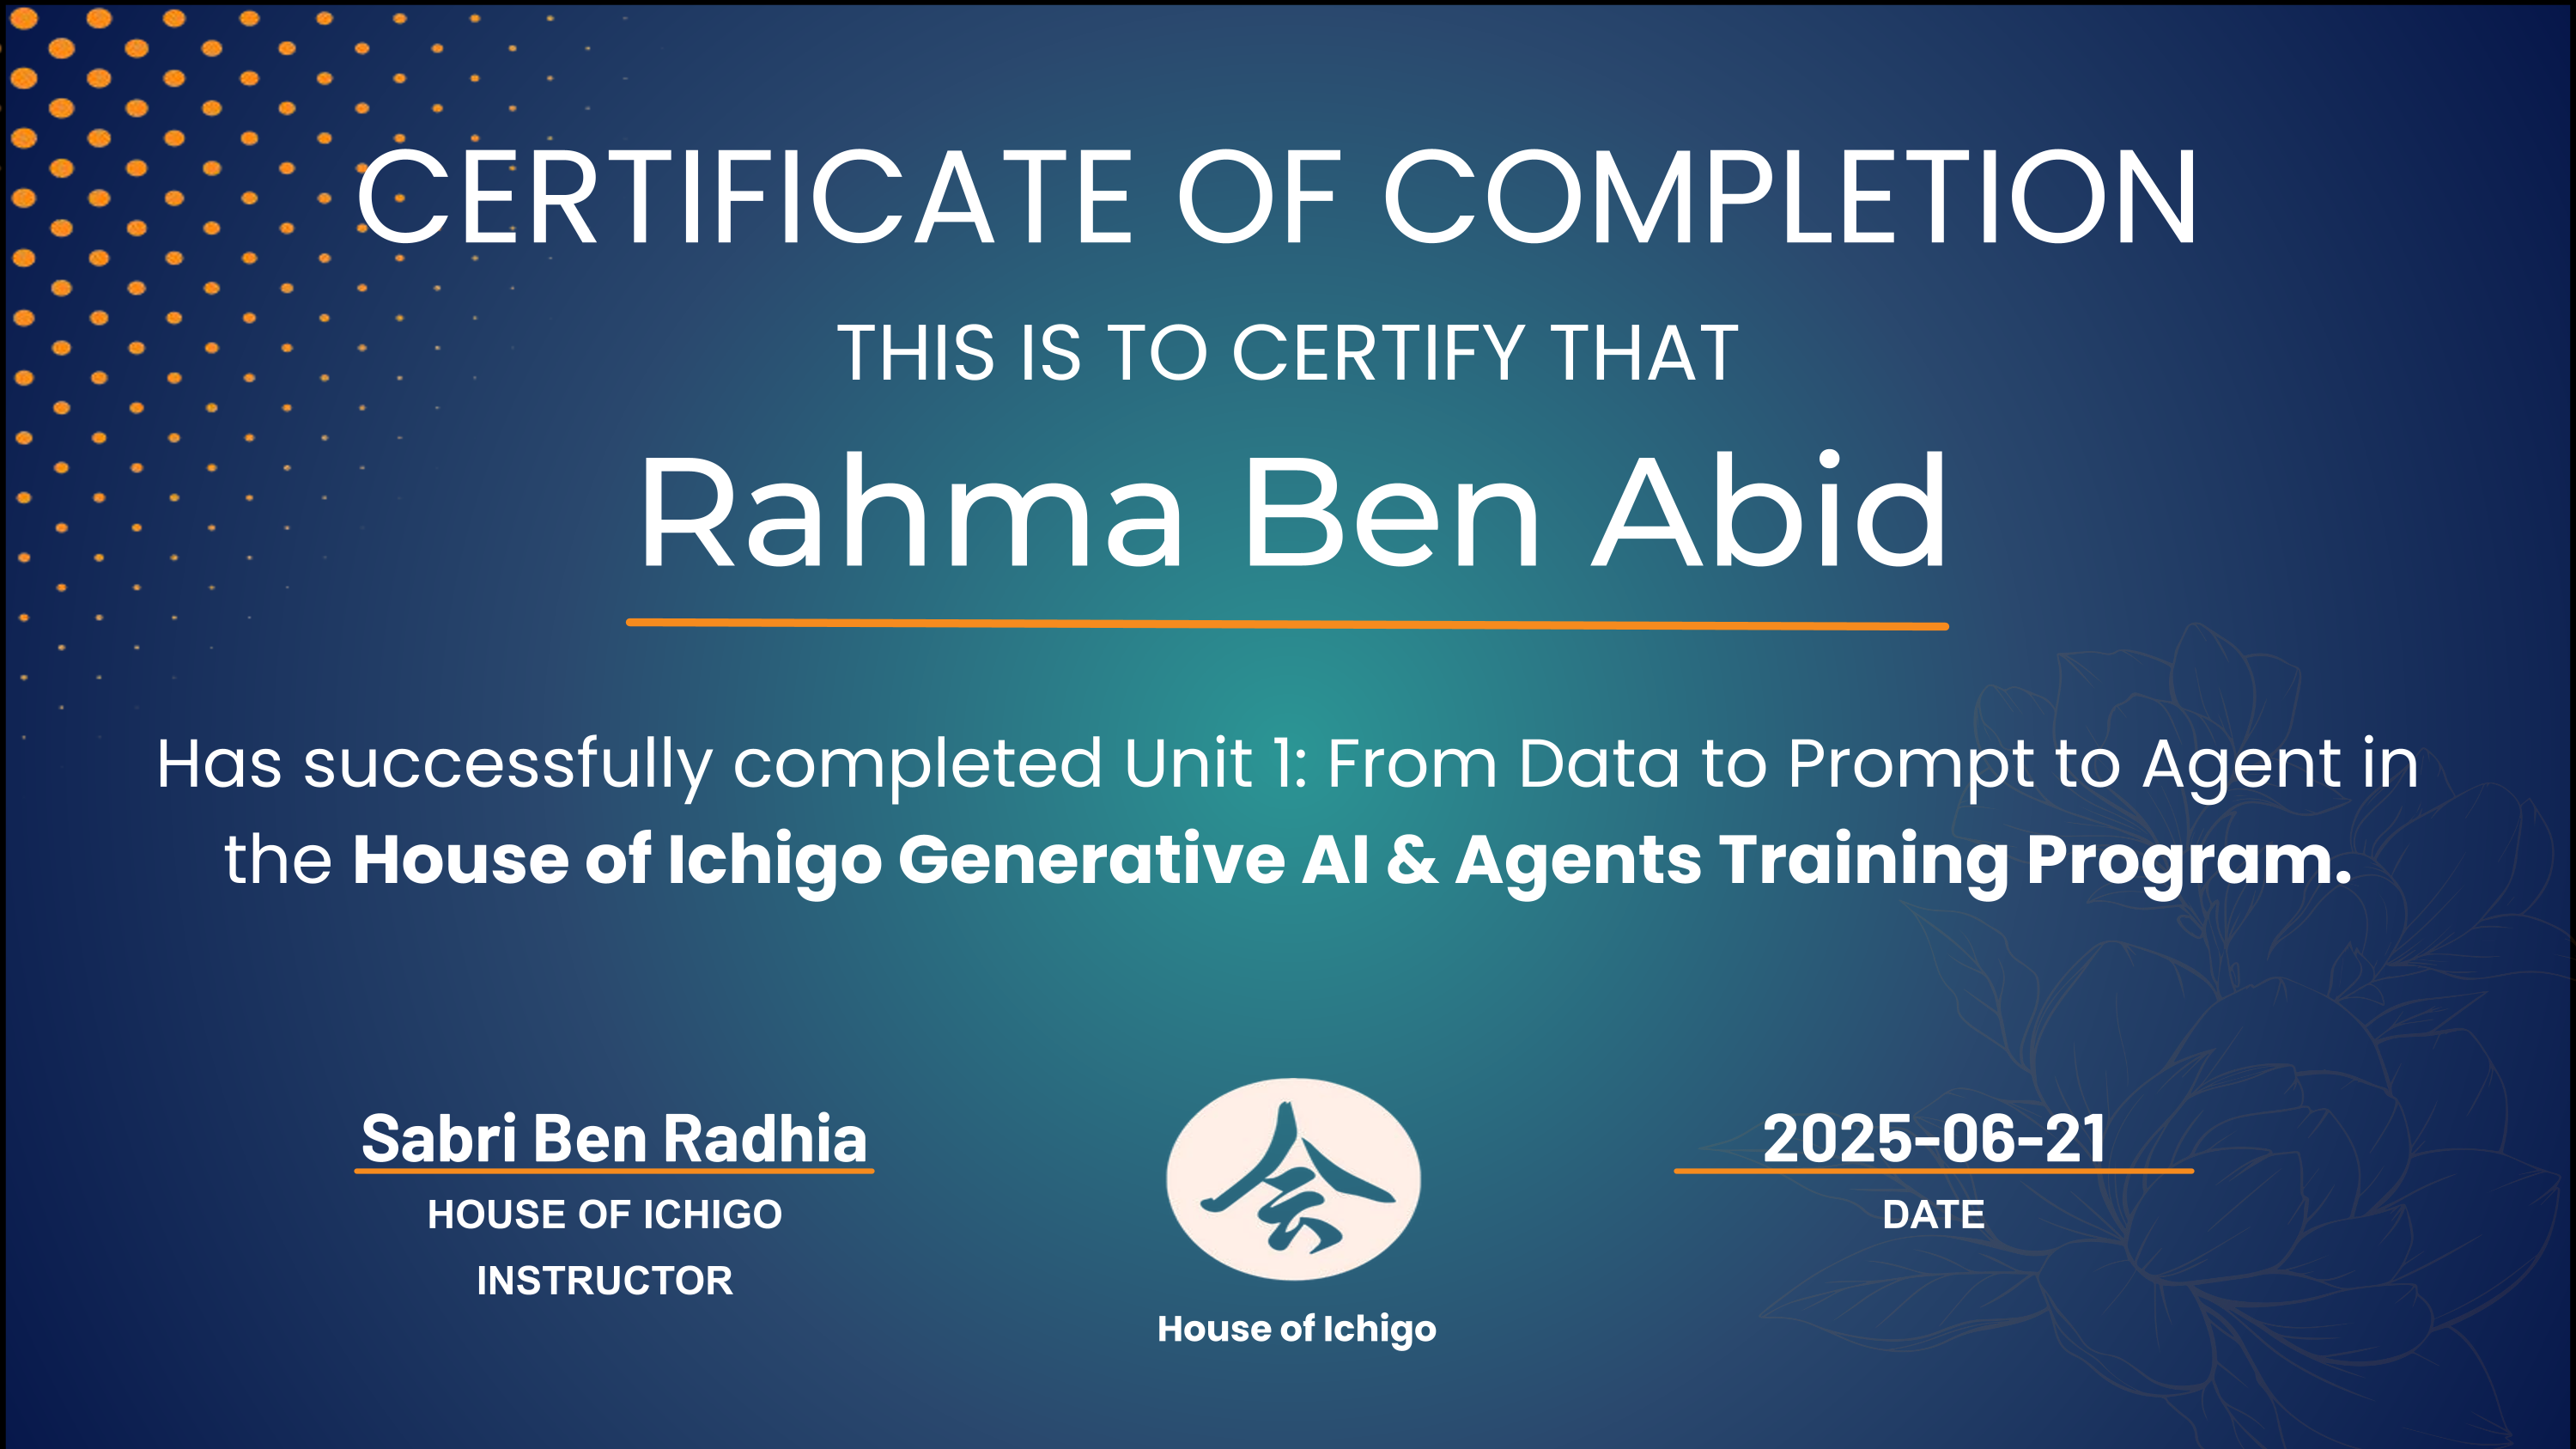 CERTIFICATE OF COMPLETION
THIS IS TO CERTIFY THAT
Rahma Ben Abid
Has successfully completed Unit 1: From Data to Prompt to Agent in
the House of Ichigo Generative AI & Agents Training Program.
Sabri Ben Radhia
HOUSE OF ICHIGO
INSTRUCTOR
会
House of Ichigo
2025-06-21
DATE